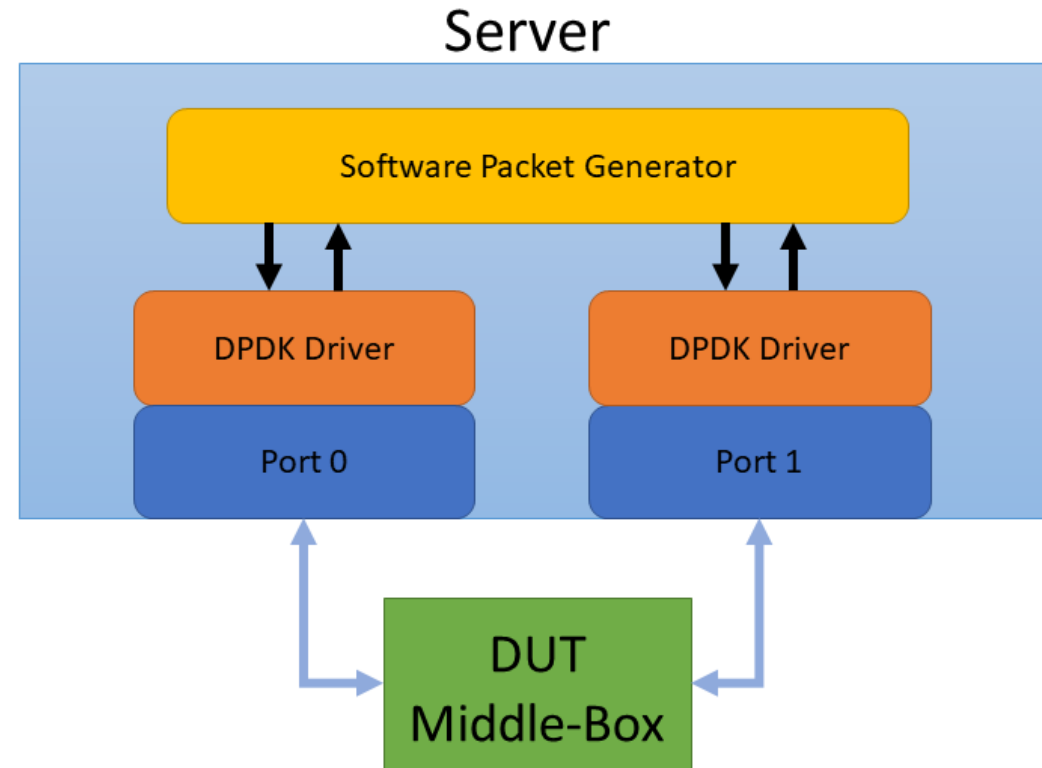 Server
Software Packet Generator
DPDK Driver
DPDK Driver
Port 0
Port 1
DUT
Middle-Box